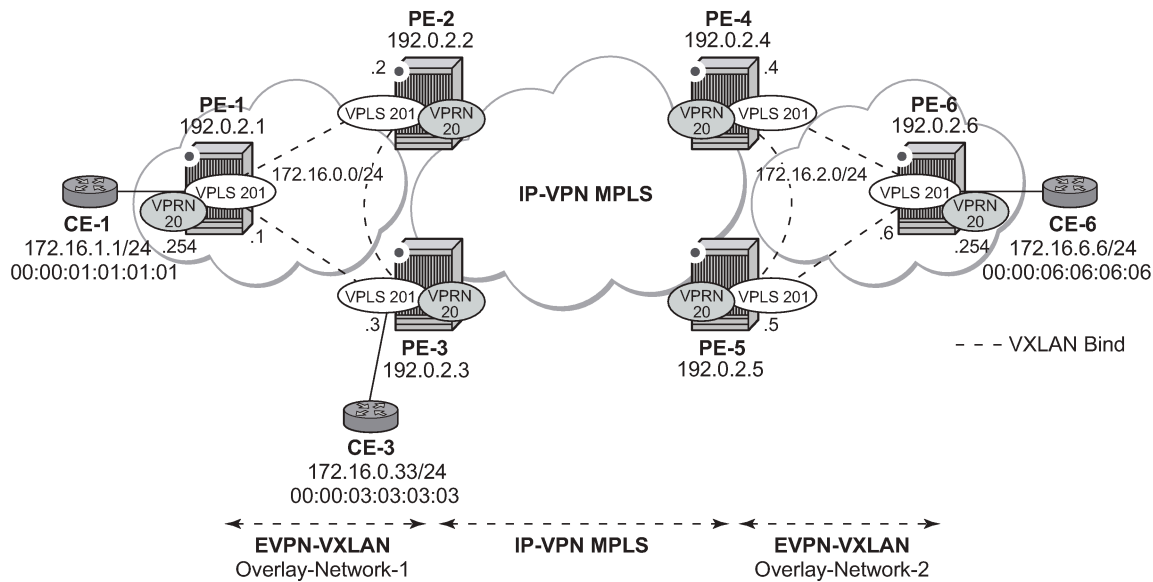 PE-2
192.0.2.2
.2
VPLS 201
VPRN
20
PE-4
192.0.2.4
.4
VPRN
20
VPLS 201
PE-1
192.0.2.1
VPLS 201
VPRN
20
.1
.254
172.16.0.0/24
CE-1
172.16.1.1/24
00:00:01:01:01:01
IP-VPN MPLS
PE-6
192.0.2.6
172.16.2.0/24
VPLS 201
VPRN
20
.6
.254
CE-6
172.16.6.6/24
00:00:06:06:06:06
VPLS 201
VPRN
20
.3
PE-3
192.0.2.3
VPRN
20
VPLS 201
.5
PE-5
192.0.2.5
VXLAN Bind
CE-3
172.16.0.33/24
00:00:03:03:03:03
EVPN-VXLAN
Overlay-Network-1
IP-VPN MPLS
EVPN-VXLAN
Overlay-Network-2